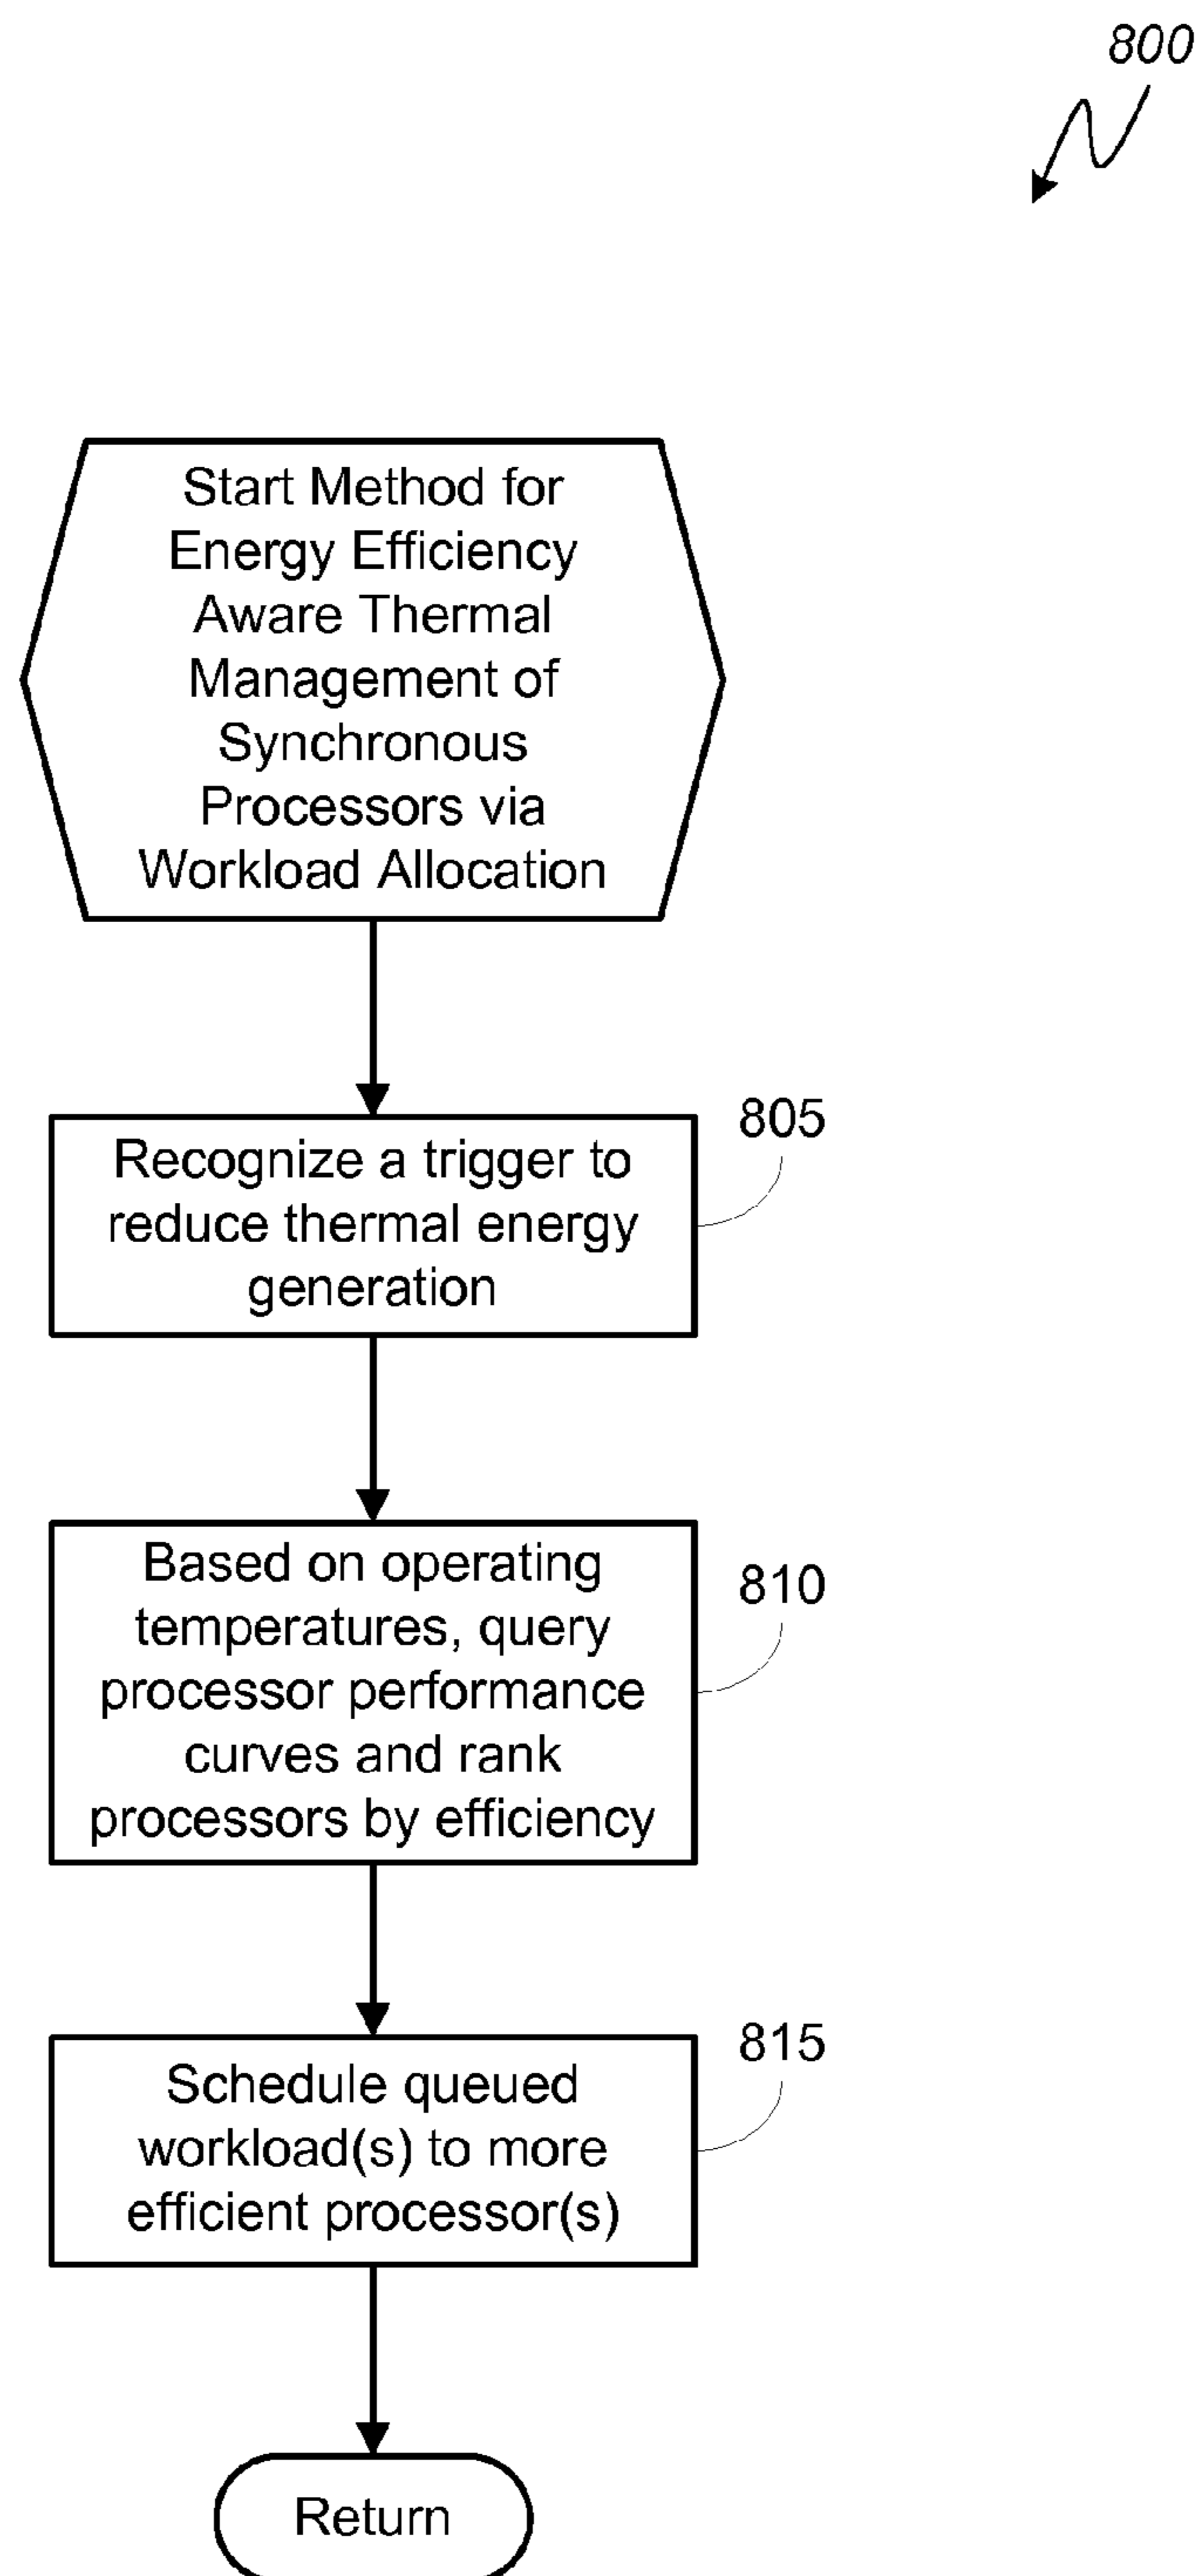 800
Start Method for
Energy Efficiency
Aware Thermal
Management of
Synchronous
Processors via
Workload Allocation
805
Recognize a trigger to
reduce thermal energy
generation
810
Based on operating
temperatures, query
processor performance
curves and rank
processors by efficiency
815
Schedule queued
workload(s) to more
efficient processor(s)
Return